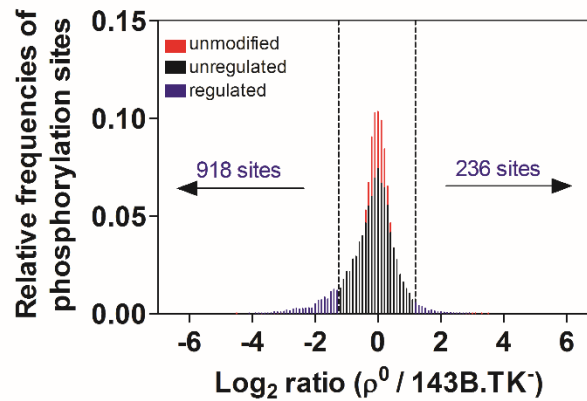 Relative frequencies of
phosphorylation sites
0.15
0.10
0.05
0.00
unmodified
unregulated
regulated
918 sites
236 sites
-6 -4 -2 0 2 4 6
Log₂ ratio (ρ⁰ / 143B.TK⁻)